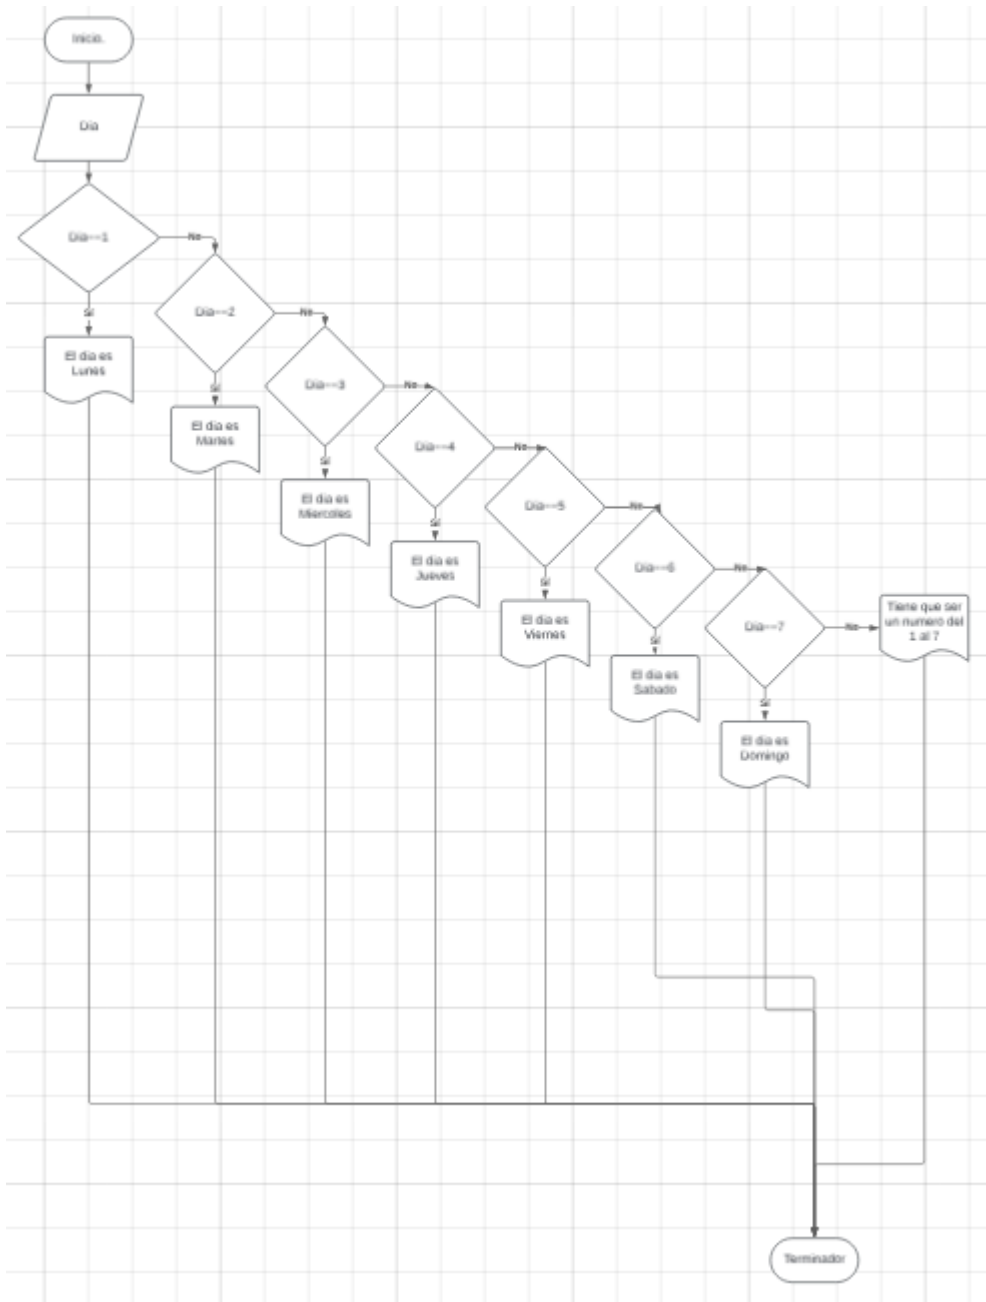 Inicio.
Dia
Dia==1
No
Si
El dia es
Lunes
Dia==2
No
Si
El dia es
Martes
Dia==3
No
Si
El dia es
Miercoles
Dia==4
No
Si
El dia es
Jueves
Dia==5
No
Si
El dia es
Viernes
Dia==6
No
Si
El dia es
Sabado
Dia==7
No
Si
El dia es
Domingo
Tiene que ser
un numero del
1 al 7
Terminador